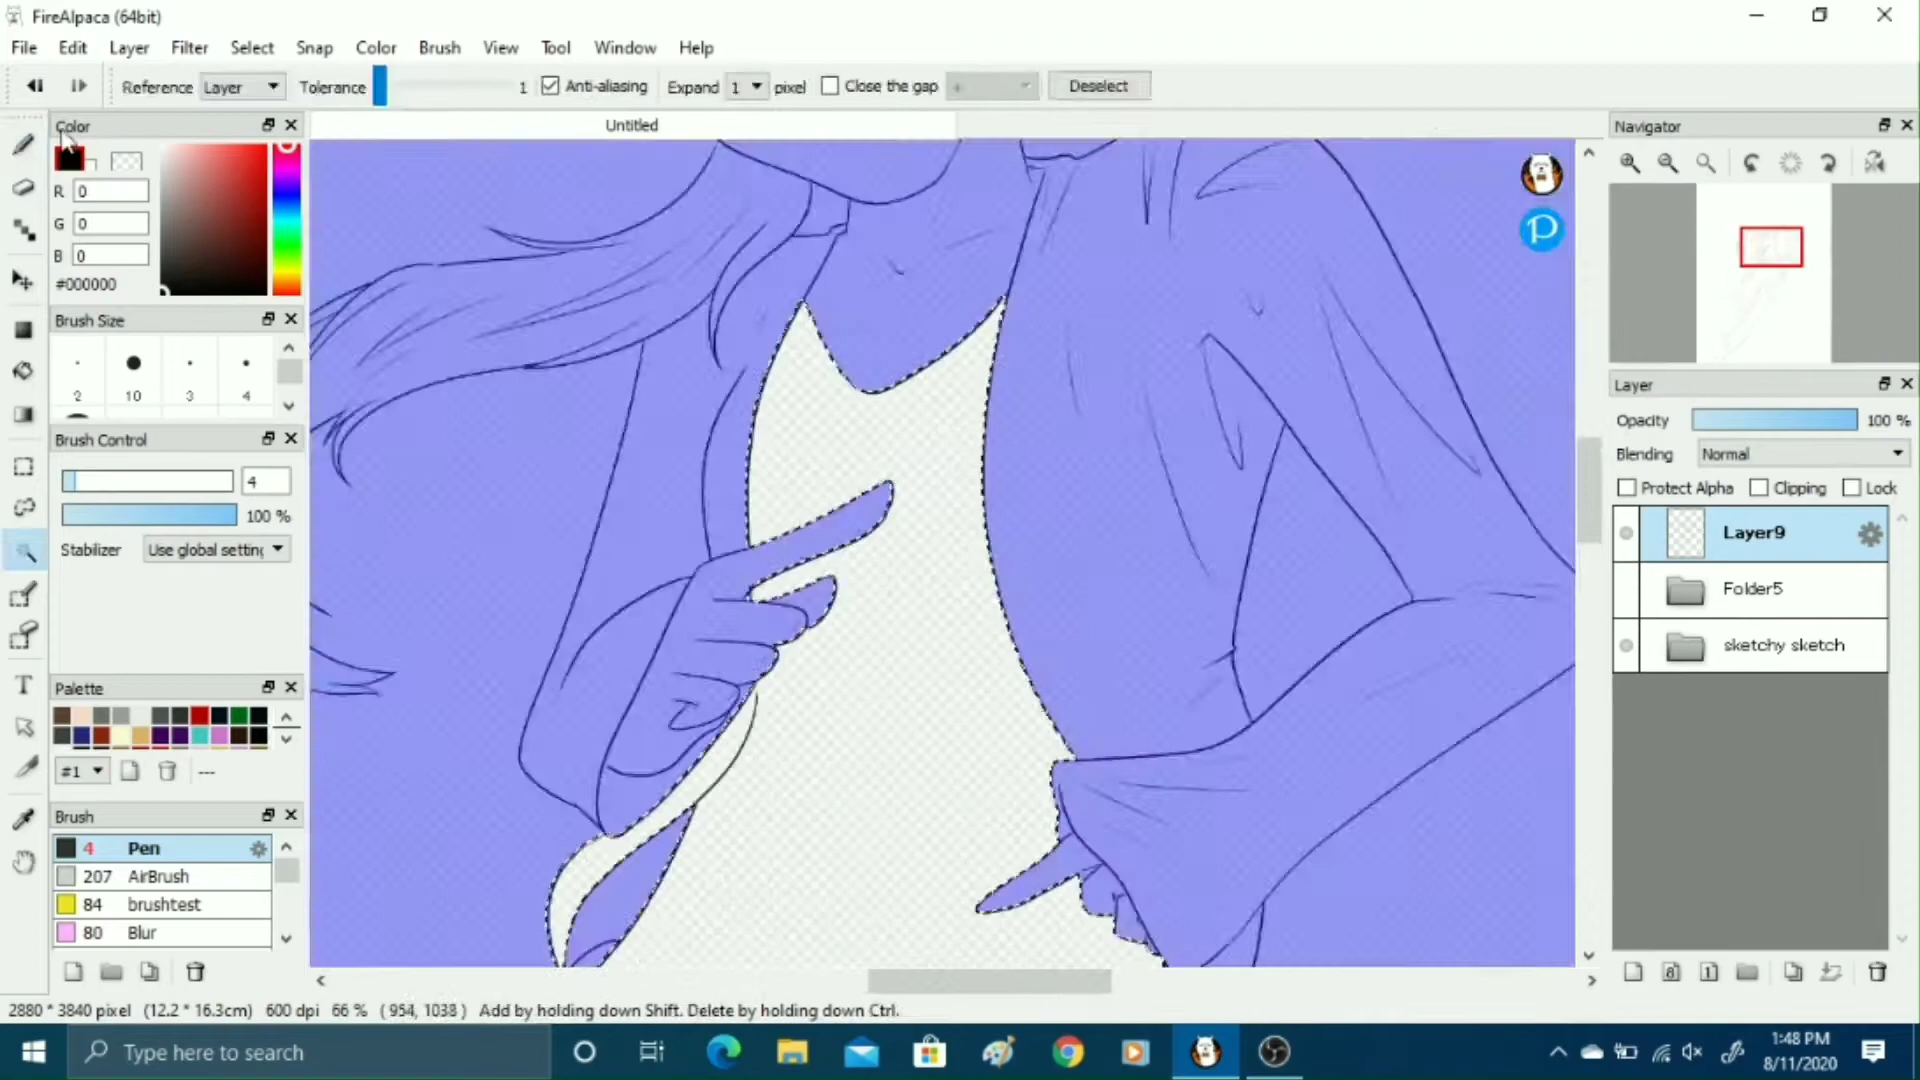 FireAlpaca (64bit)
File Edit Layer Filter Select Snap Color Brush View Tool Window Help
Reference Layer Tolerance 1 Anti-aliasing Expand 1 pixel Close the gap Deselect
Color
Untitled
Navigator
R 0
G 0
B 0
#000000
Brush Size
2 10 3 4
Brush Control
4
100 %
Stabilizer Use global setting
Palette
#1 ---
Brush
4 Pen
207 AirBrush
84 brushtest
80 Blur
Layer
Opacity 100 %
Blending Normal
Protect Alpha Clipping Lock
Layer9
Folder5
sketchy sketch
8 1
2880 * 3840 pixel (12.2 * 16.3cm) 600 dpi 66 % ( 954, 1038 ) Add by holding down Shift. Delete by holding down Ctrl.
Type here to search
1:48 PM
8/11/2020